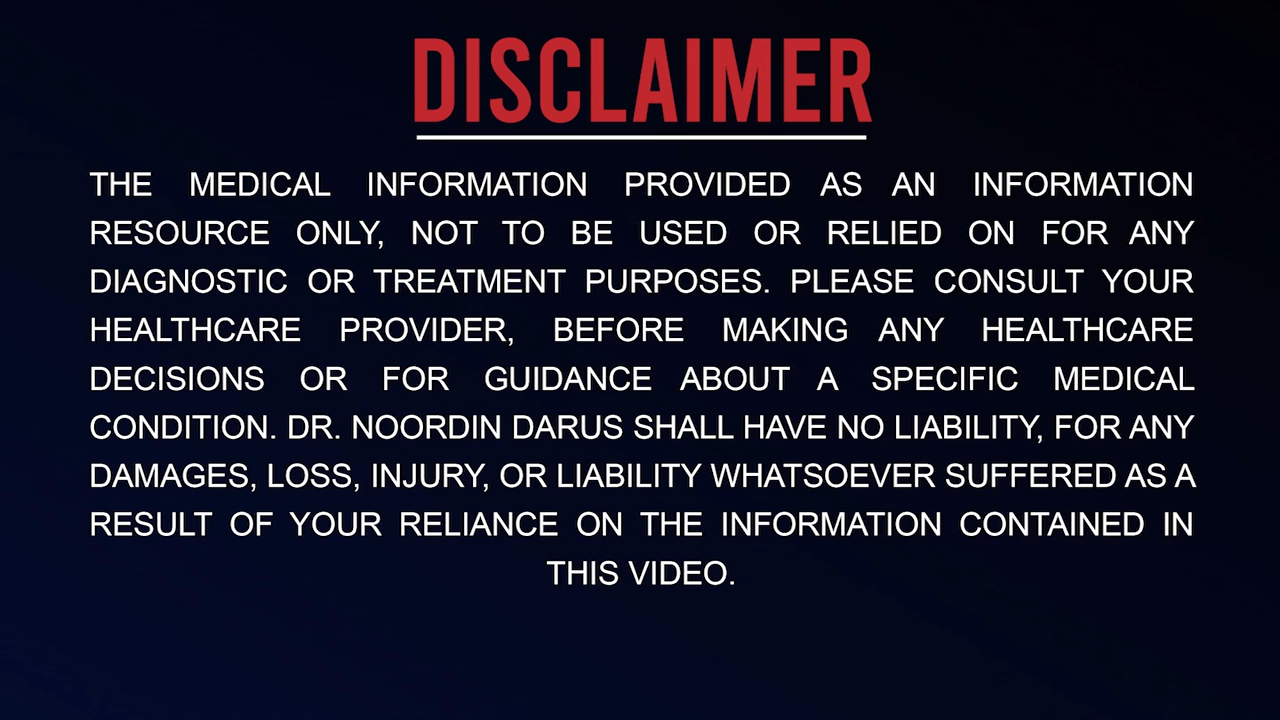 DISCLAIMER
THE MEDICAL INFORMATION PROVIDED AS AN INFORMATION
RESOURCE ONLY, NOT TO BE USED OR RELIED ON FOR ANY
DIAGNOSTIC OR TREATMENT PURPOSES. PLEASE CONSULT YOUR
HEALTHCARE PROVIDER, BEFORE MAKING ANY HEALTHCARE
DECISIONS OR FOR GUIDANCE ABOUT A SPECIFIC MEDICAL
CONDITION. DR. NOORDIN DARUS SHALL HAVE NO LIABILITY, FOR ANY
DAMAGES, LOSS, INJURY, OR LIABILITY WHATSOEVER SUFFERED AS A
RESULT OF YOUR RELIANCE ON THE INFORMATION CONTAINED IN
THIS VIDEO.